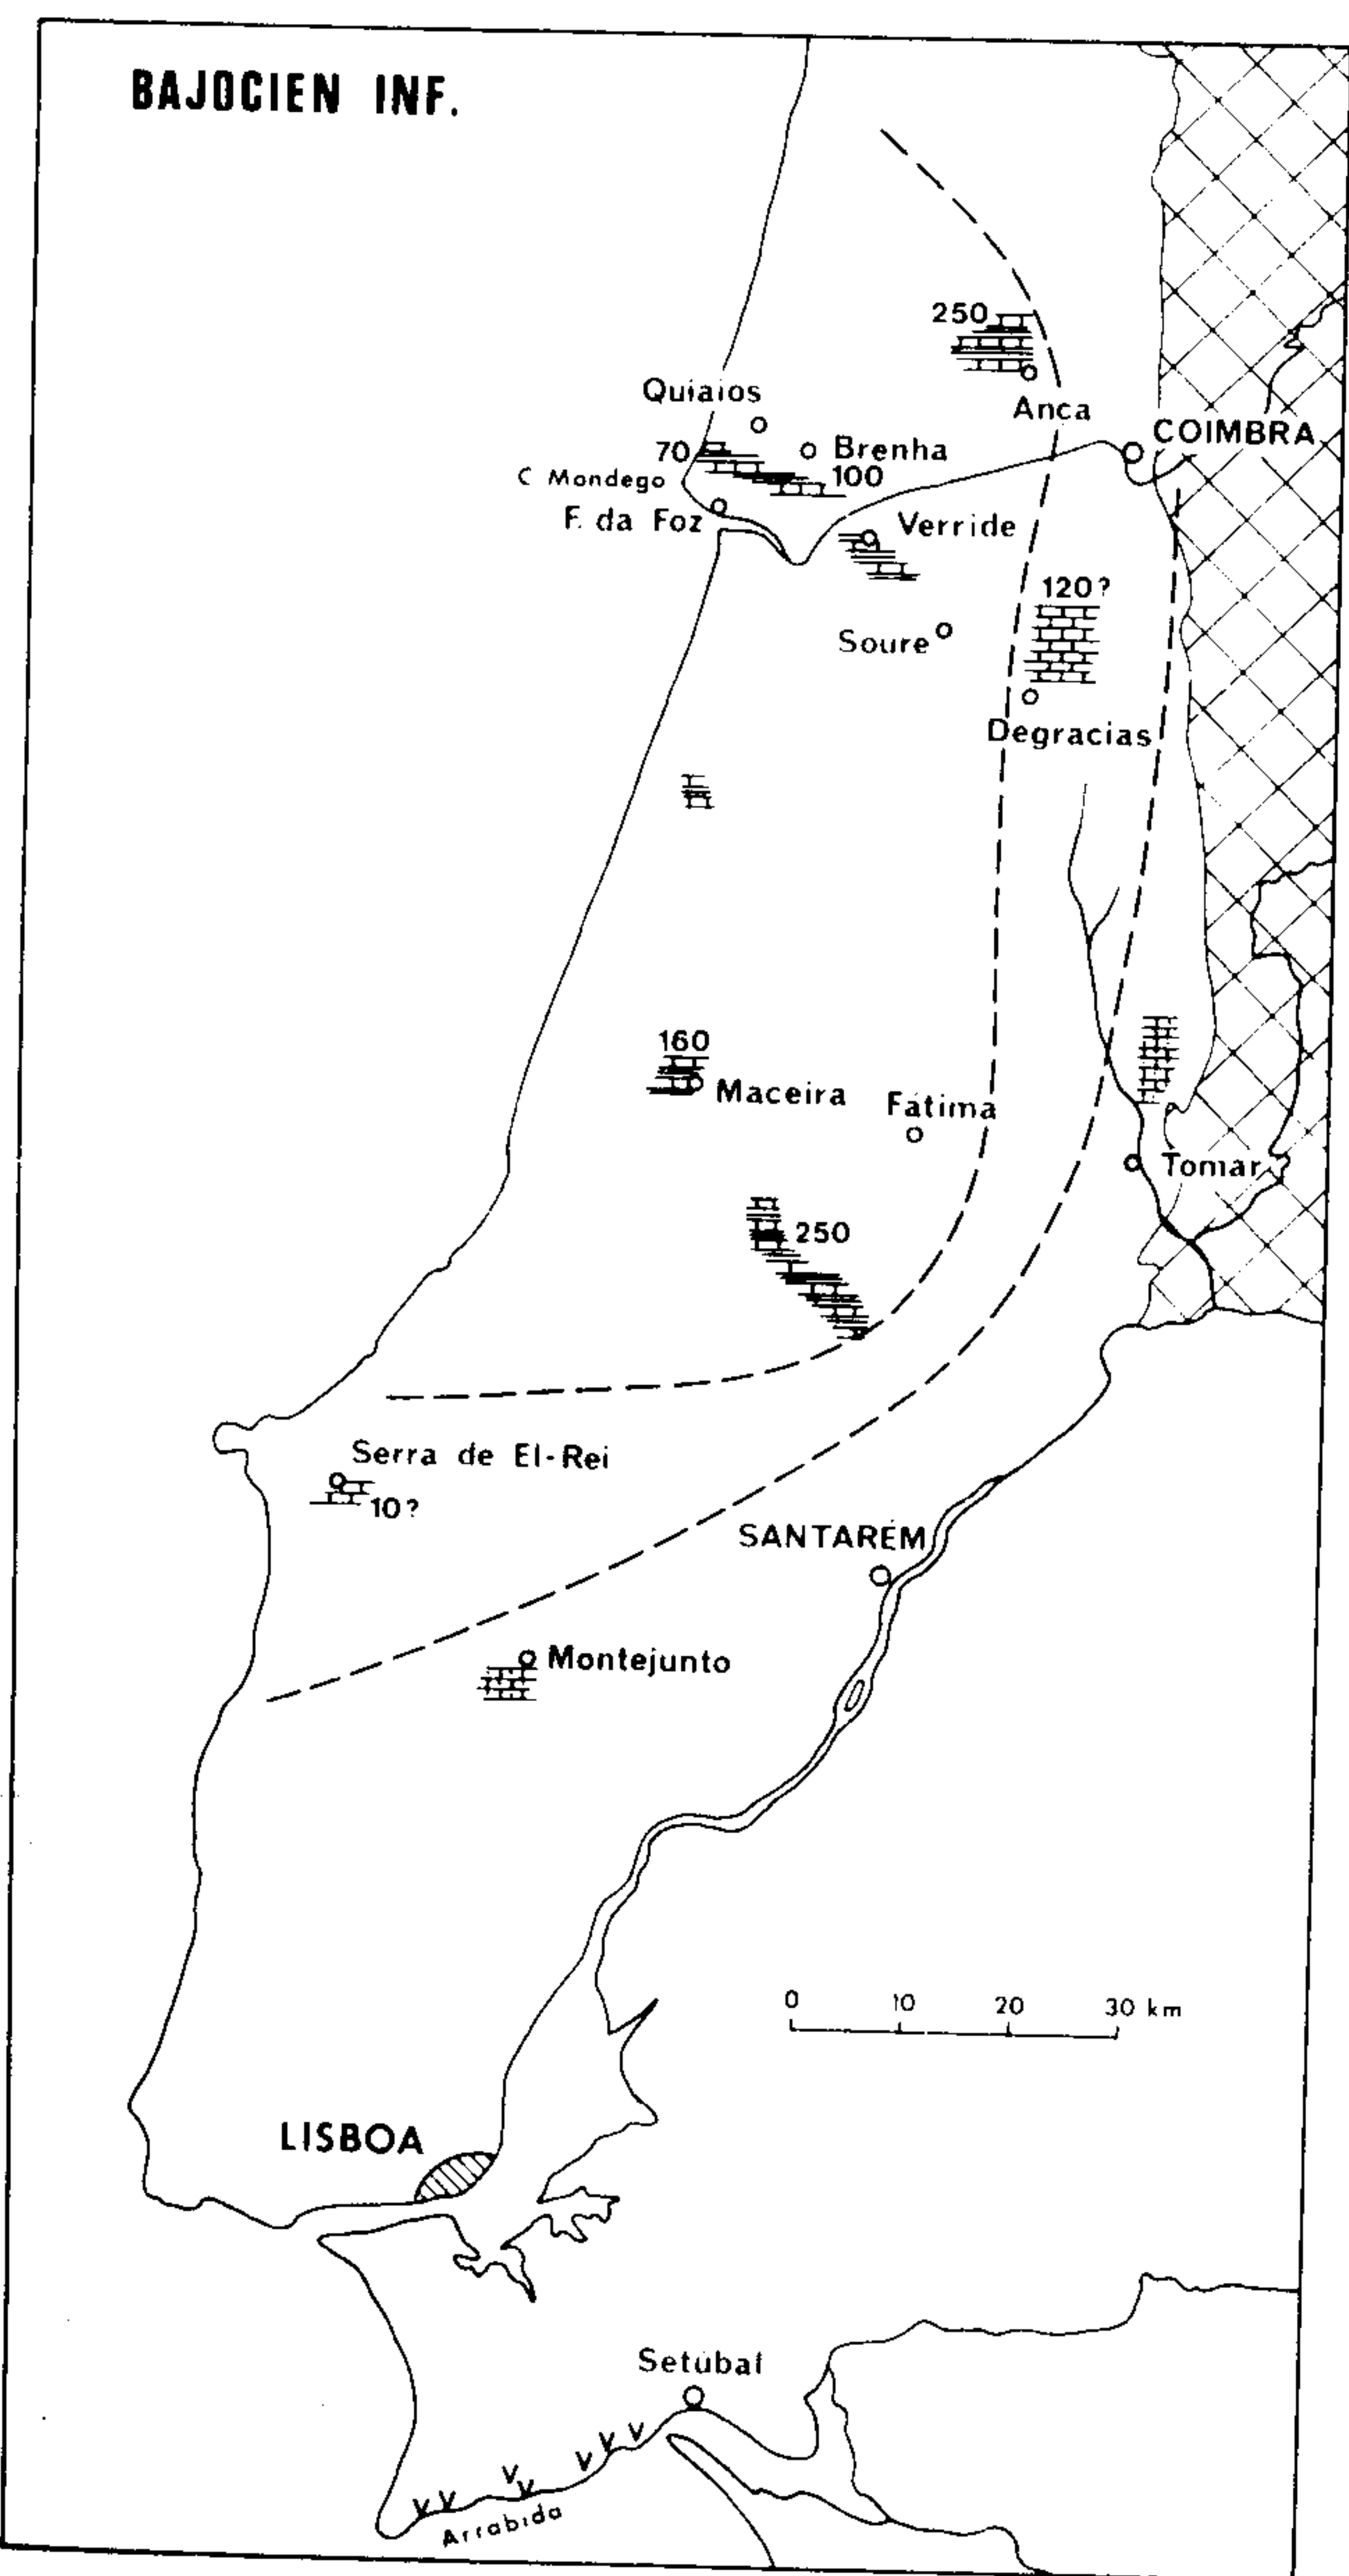 BAJOCIEN INF.
250
Quiaios
Anca
COIMBRA
70
Brenha
100
C Mondego
F. da Foz
Verride
120?
Soure
Degracias
160
Maceira
Fátima
Tomar
250
Serra de El-Rei
10?
SANTARÉM
Montejunto
0 10 20 30 km
LISBOA
Setúbal
V V V V V V V
Arrabida